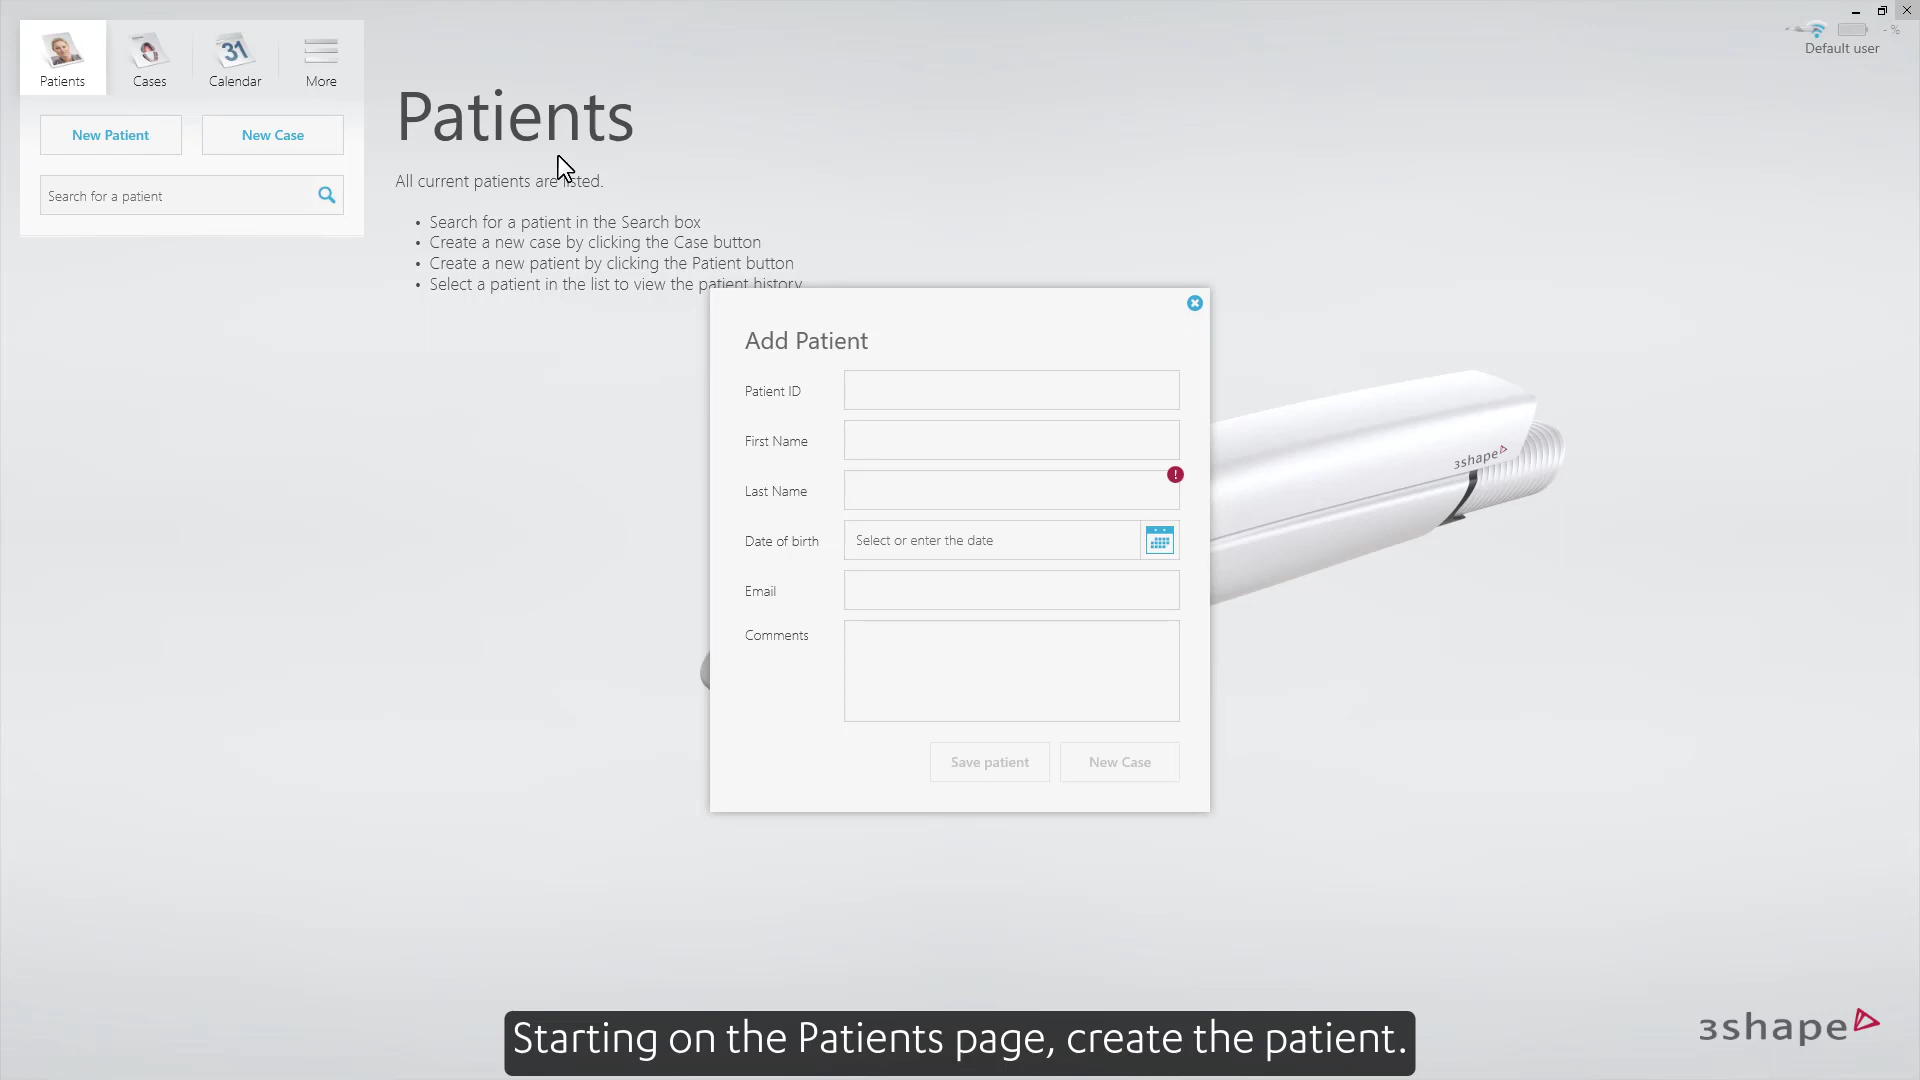 Default user
- %
Patients
Cases
31
Calendar
More
New Patient
New Case
Search for a patient
Patients
All current patients are listed.
• Search for a patient in the Search box
• Create a new case by clicking the Case button
• Create a new patient by clicking the Patient button
• Select a patient in the list to view the patient history
Add Patient
Patient ID
First Name
Last Name
!
Date of birth
Select or enter the date
Email
Comments
Save patient
New Case
3shape
Starting on the Patients page, create the patient.
3shape